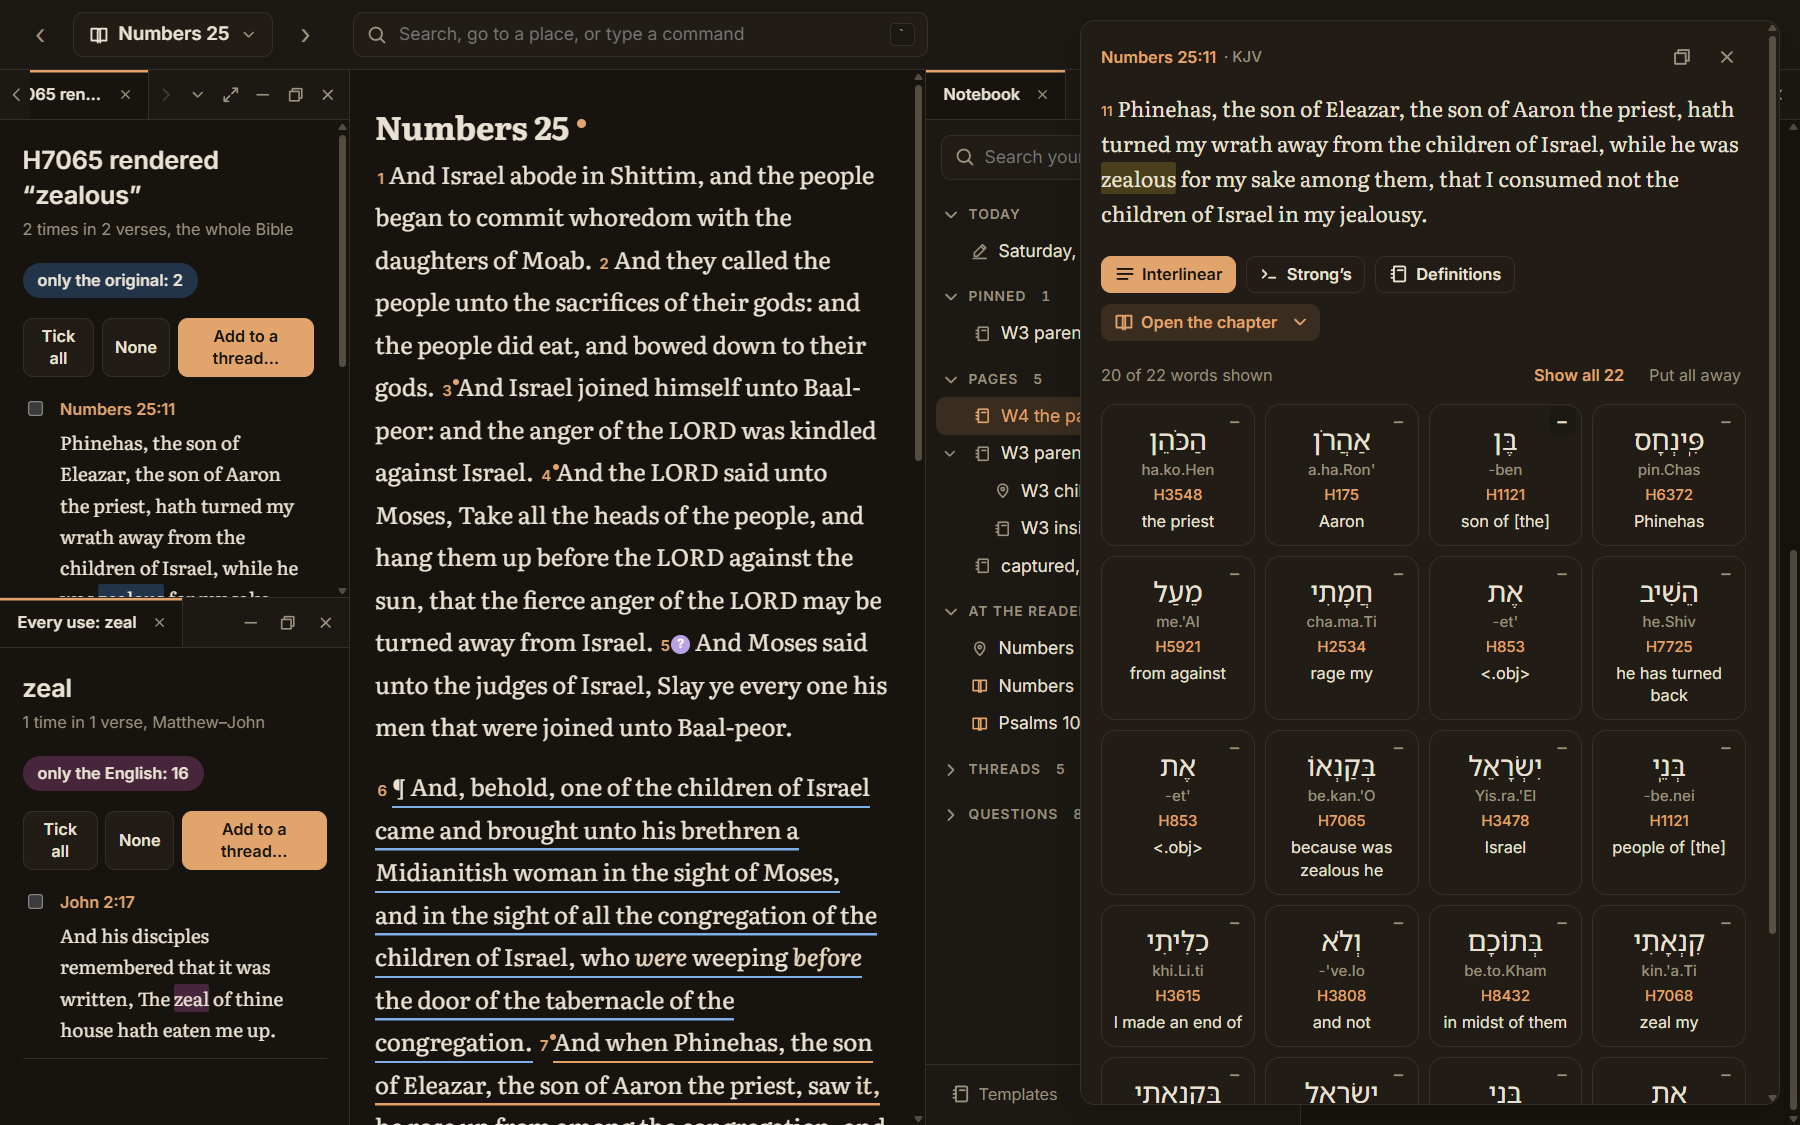 Numbers 25
Search, go to a place, or type a command
`
065 ren...
H7065 rendered
“zealous”
2 times in 2 verses, the whole Bible
only the original: 2
Tick all
None
Add to a thread...
Numbers 25:11
Phinehas, the son of
Eleazar, the son of Aaron
the priest, hath turned my
wrath away from the
children of Israel, while he
was zealous for my sake
Every use: zeal
zeal
1 time in 1 verse, Matthew–John
only the English: 16
Tick all
None
Add to a thread...
John 2:17
And his disciples
remembered that it was
written, The zeal of thine
house hath eaten me up.
Numbers 25
1 And Israel abode in Shittim, and the people
began to commit whoredom with the
daughters of Moab. 2 And they called the
people unto the sacrifices of their gods: and
the people did eat, and bowed down to their
gods. 3 And Israel joined himself unto Baal-
peor: and the anger of the LORD was kindled
against Israel. 4 And the LORD said unto
Moses, Take all the heads of the people, and
hang them up before the LORD against the
sun, that the fierce anger of the LORD may be
turned away from Israel. 5 ? And Moses said
unto the judges of Israel, Slay ye every one his
men that were joined unto Baal-peor.
6 ¶ And, behold, one of the children of Israel
came and brought unto his brethren a
Midianitish woman in the sight of Moses,
and in the sight of all the congregation of the
children of Israel, who were weeping before
the door of the tabernacle of the
congregation. 7 And when Phinehas, the son
of Eleazar, the son of Aaron the priest, saw it,
he rose up from among the congregation, and
Notebook
Search your
TODAY
Saturday,
PINNED 1
W3 paren
PAGES 5
W4 the pa
W3 paren
W3 chil
W3 insi
captured,
AT THE READE
Numbers
Numbers
Psalms 10
THREADS 5
QUESTIONS 8
Templates
Numbers 25:11 · KJV
11 Phinehas, the son of Eleazar, the son of Aaron the priest, hath
turned my wrath away from the children of Israel, while he was
zealous for my sake among them, that I consumed not the
children of Israel in my jealousy.
Interlinear
Strong’s
Definitions
Open the chapter
20 of 22 words shown
Show all 22
Put all away
הַכֹּהֵן אַהֲרֹן בֶּן פִּינְחָס
ha.ko.Hen a.ha.Ron' -ben pin.Chas
H3548 H175 H1121 H6372
the priest Aaron son of [the] Phinehas
מֵעַל חֲמָתִי אֶת הֵשִׁיב
me.'Al cha.ma.Ti -et' he.Shiv
H5921 H2534 H853 H7725
from against rage my <.obj> he has turned back
אֶת בְּקַנְאוֹ יִשְׂרָאֵל בְּנֵי
-et' be.kan.'O Yis.ra.'El -be.nei
H853 H7065 H3478 H1121
<.obj> because was zealous he Israel people of [the]
כִלִּיתִי וְלֹא בְּתוֹכָם קִנְאָתִי
khi.Li.ti -'ve.lo be.to.Kham kin.'a.Ti
H3615 H3808 H8432 H7068
I made an end of and not in midst of them zeal my
בקנאתי ישראל בני את